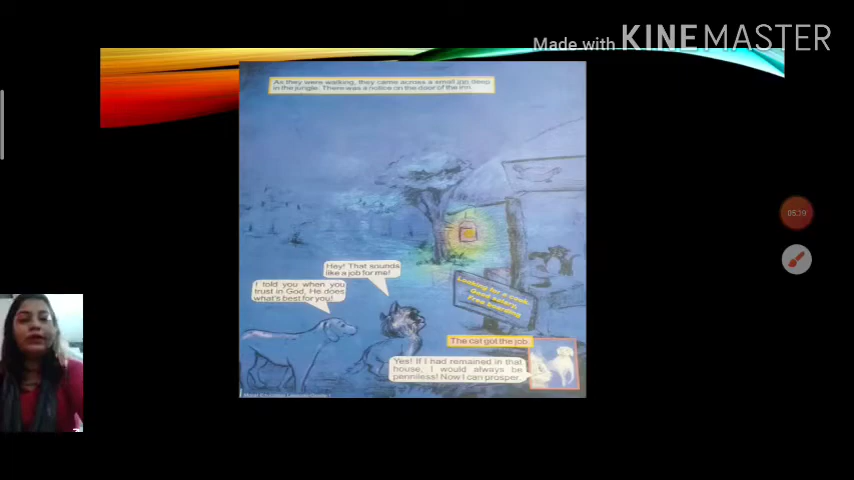 Made with KINEMASTER
As they were walking, they came across a small inn deep
in the jungle. There was a notice on the door of the inn.
05:20
Hey! That sounds
like a job for me!
I told you when you
trust in God, He does
what's best for you!
Looking for a cook
Good salary,
Free boarding
The cat got the job.
Yes! If I had remained in that
house, I would always be
penniless! Now I can prosper.